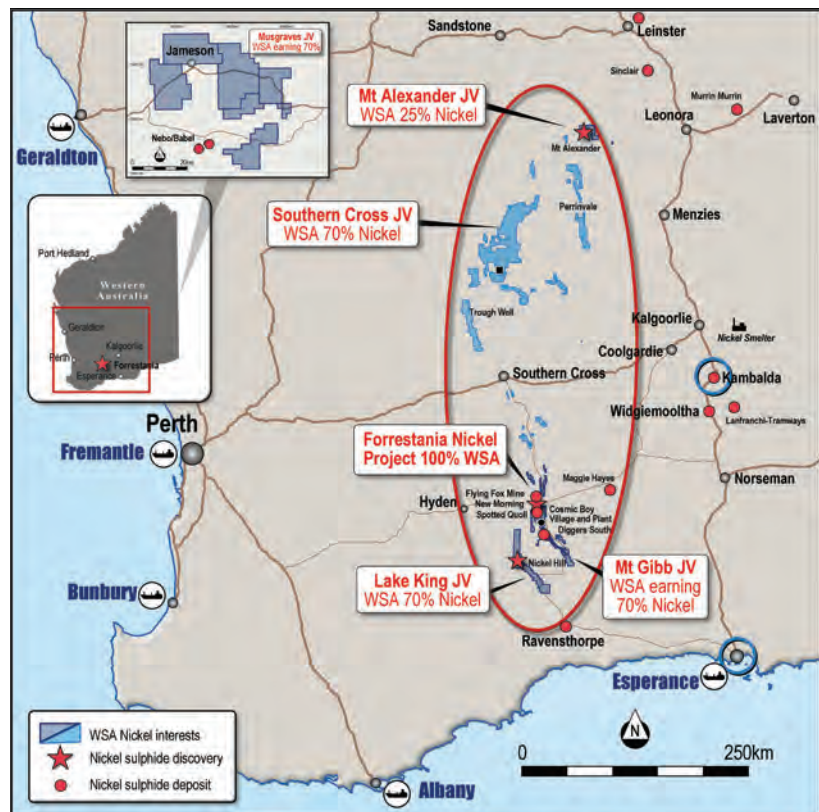 Musgraves JV
WSA earning 70%
Jameson
Nebo/Babel
N
0
Sandstone
Leinster
Sinclair
Murrin Murrin
Laverton
Leonora
Mt Alexander JV
WSA 25% Nickel
Mt Alexander
Geraldton
Perrinvale
Menzies
Southern Cross JV
WSA 70% Nickel
Port Hedland
Western
Australia
Geraldton
Kalgoorlie
Perth
Forrestania
Esperance
Trough Well
Kalgoorlie
Nickel Smelter
Coolgardie
Southern Cross
Kambalda
Widgiemooltha
Lanfranchi-Tramways
Perth
Fremantle
Forrestania Nickel
Project 100% WSA
Maggie Hayes
Norseman
Hyden
Flying Fox Mine
New Morning
Spotted Quoll
Cosmic Boy
Village and Plant
Diggers South
Nickel Hill
Lake King JV
WSA 70% Nickel
Mt Gibb JV
WSA earning
70% Nickel
Bunbury
Ravensthorpe
Esperance
WSA Nickel interests
Nickel sulphide discovery
Nickel sulphide deposit
Albany
N
0
250km